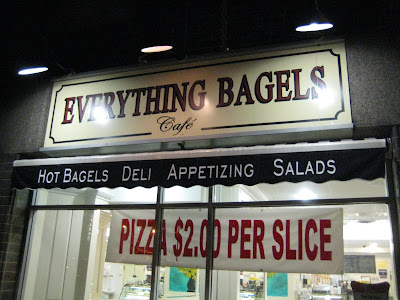 EVERYTHING BAGELS
Café
HOT BAGELS DELI APPETIZING SALADS
PIZZA $2.00 PER SLICE